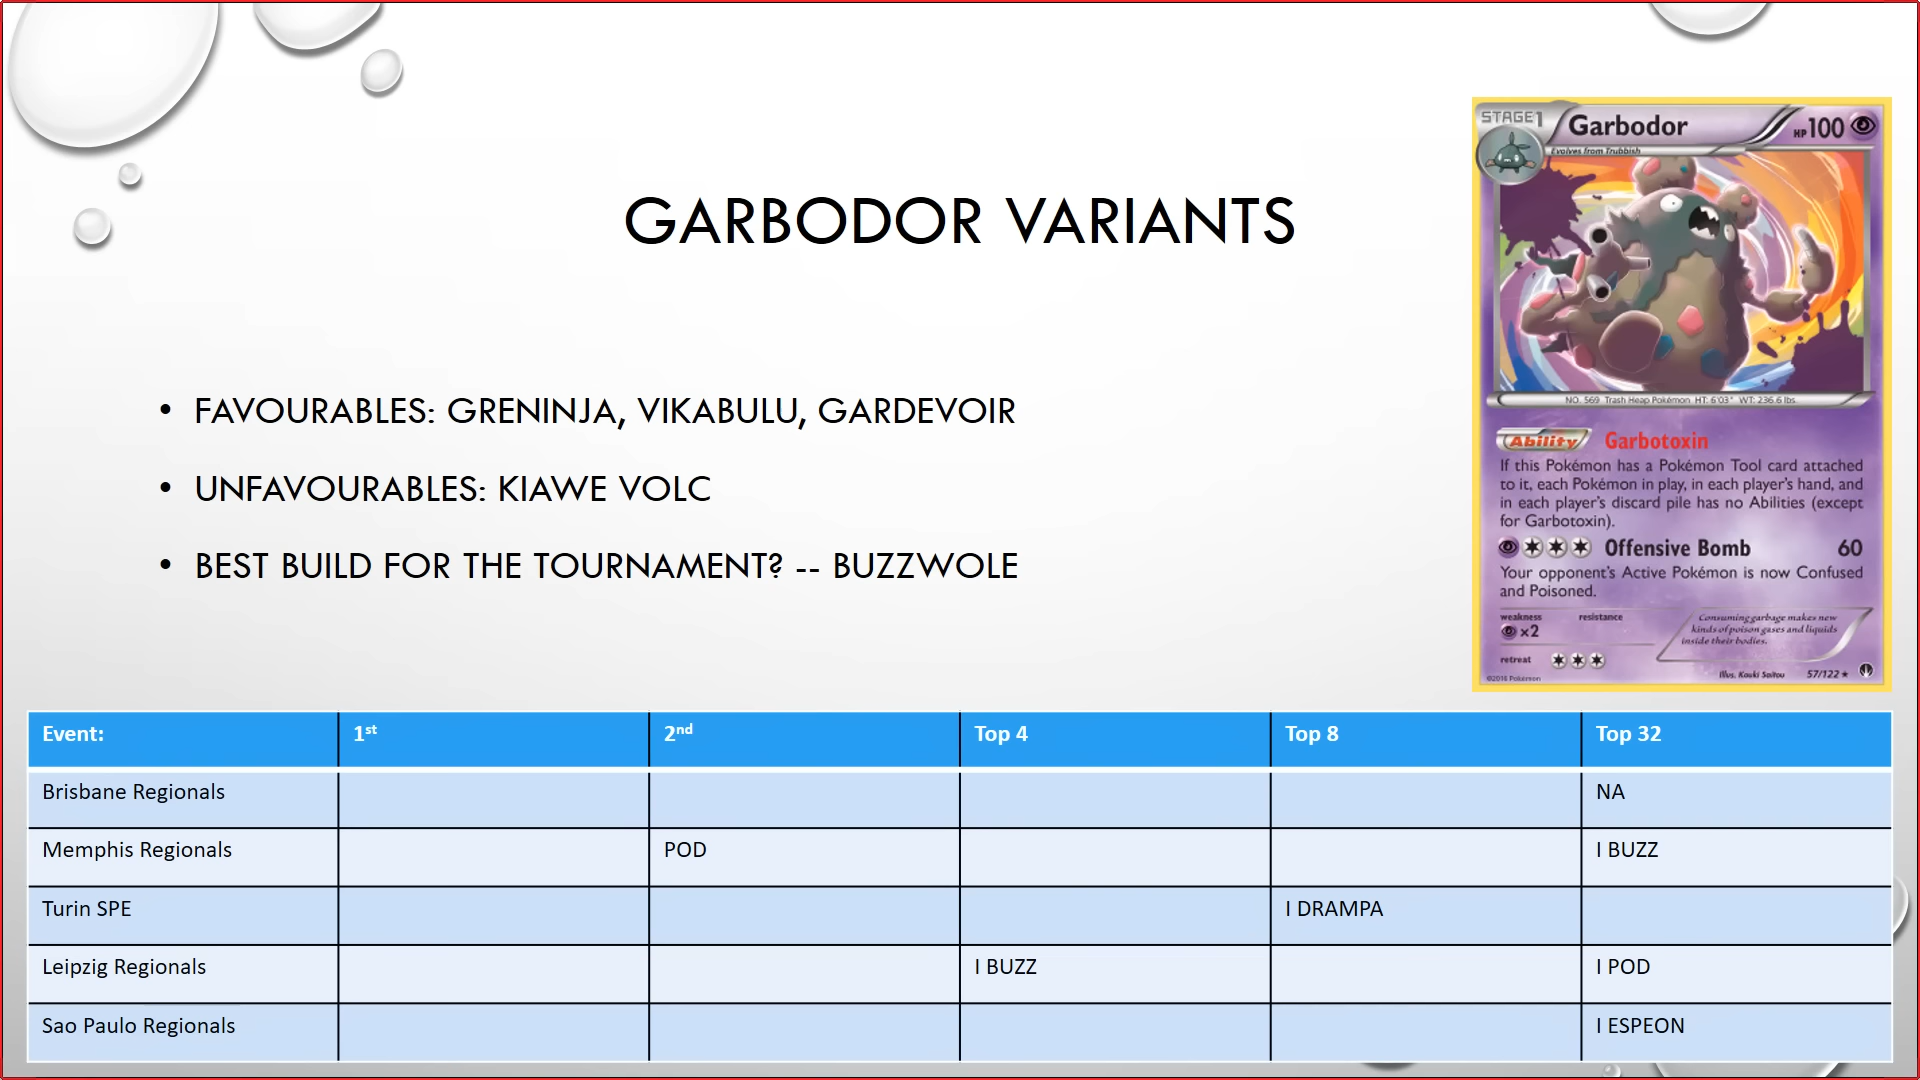 GARBODOR VARIANTS
• FAVOURABLES: GRENINJA, VIKABULU, GARDEVOIR
• UNFAVOURABLES: KIAWE VOLC
• BEST BUILD FOR THE TOURNAMENT? -- BUZZWOLE
STAGE1 Garbodor HP100
Evolves from Trubbish
NO. 569 Trash Heap Pokémon HT: 6'03" WT: 236.6 lbs.
Ability Garbotoxin
If this Pokémon has a Pokémon Tool card attached
to it, each Pokémon in play, in each player's hand, and
in each player's discard pile has no Abilities (except
for Garbotoxin).
Offensive Bomb 60
Your opponent's Active Pokémon is now Confused
and Poisoned.
weakness resistance
x2
retreat
Consuming garbage makes new
kinds of poison gases and liquids
inside their bodies.
Illus. Kouki Saitou 57/122 ★
©2016 Pokémon
Event: 1st 2nd Top 4 Top 8 Top 32
Brisbane Regionals NA
Memphis Regionals POD I BUZZ
Turin SPE I DRAMPA
Leipzig Regionals I BUZZ I POD
Sao Paulo Regionals I ESPEON